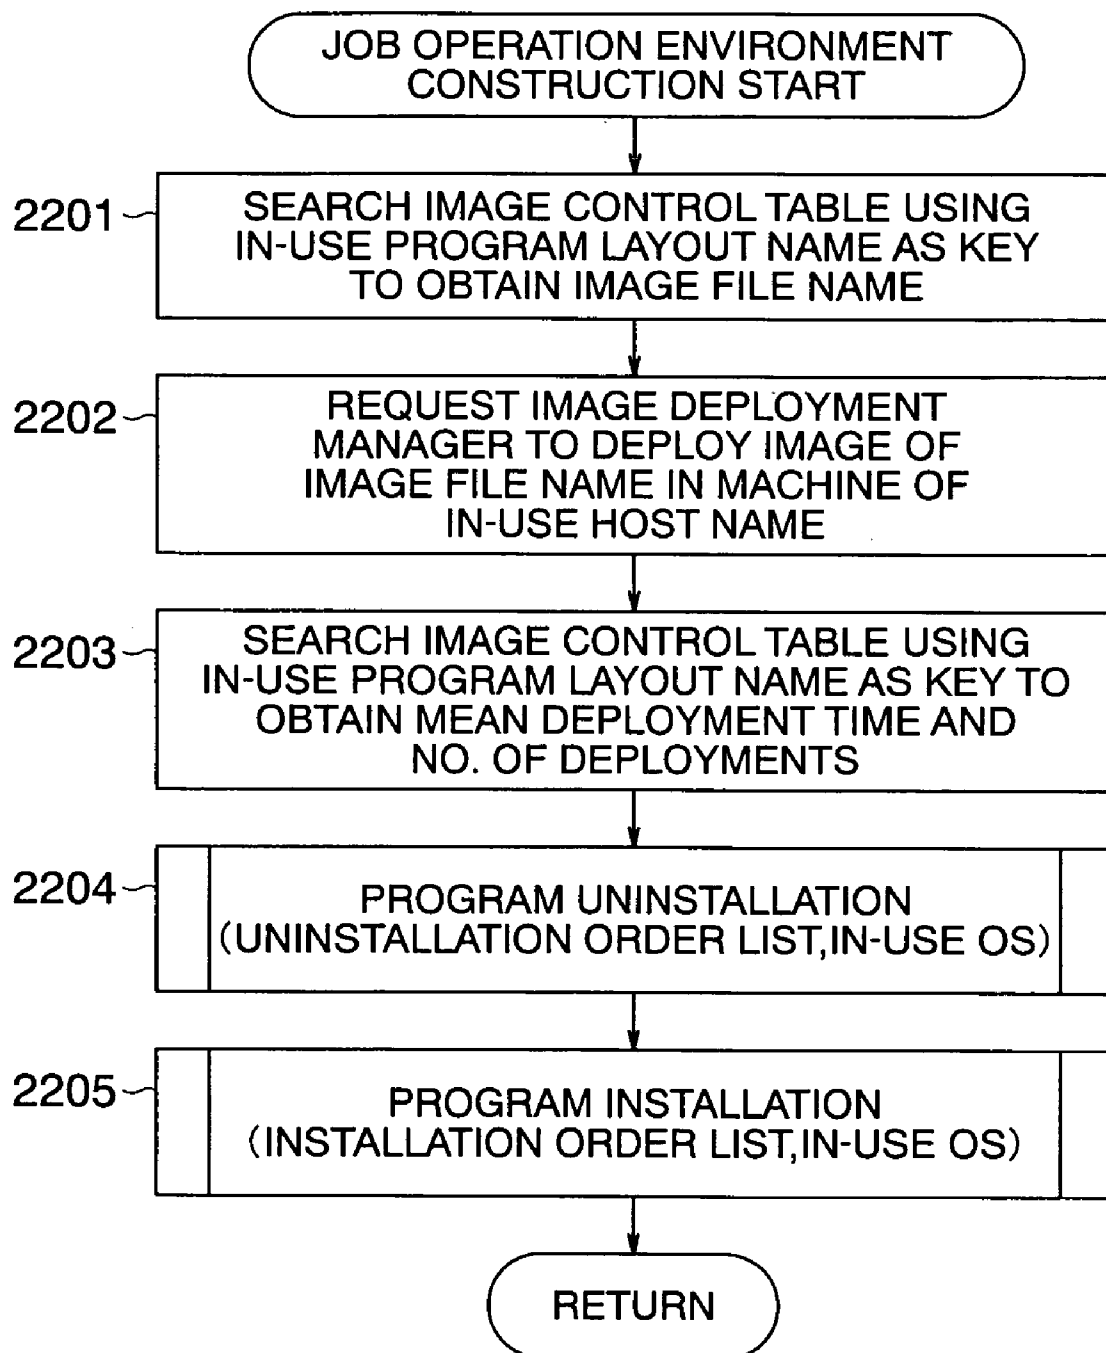 JOB OPERATION ENVIRONMENT
CONSTRUCTION START
2201
SEARCH IMAGE CONTROL TABLE USING
IN-USE PROGRAM LAYOUT NAME AS KEY
TO OBTAIN IMAGE FILE NAME
2202
REQUEST IMAGE DEPLOYMENT
MANAGER TO DEPLOY IMAGE OF
IMAGE FILE NAME IN MACHINE OF
IN-USE HOST NAME
2203
SEARCH IMAGE CONTROL TABLE USING
IN-USE PROGRAM LAYOUT NAME AS KEY TO
OBTAIN MEAN DEPLOYMENT TIME AND
NO. OF DEPLOYMENTS
2204
PROGRAM UNINSTALLATION
(UNINSTALLATION ORDER LIST,IN-USE OS)
2205
PROGRAM INSTALLATION
(INSTALLATION ORDER LIST,IN-USE OS)
RETURN